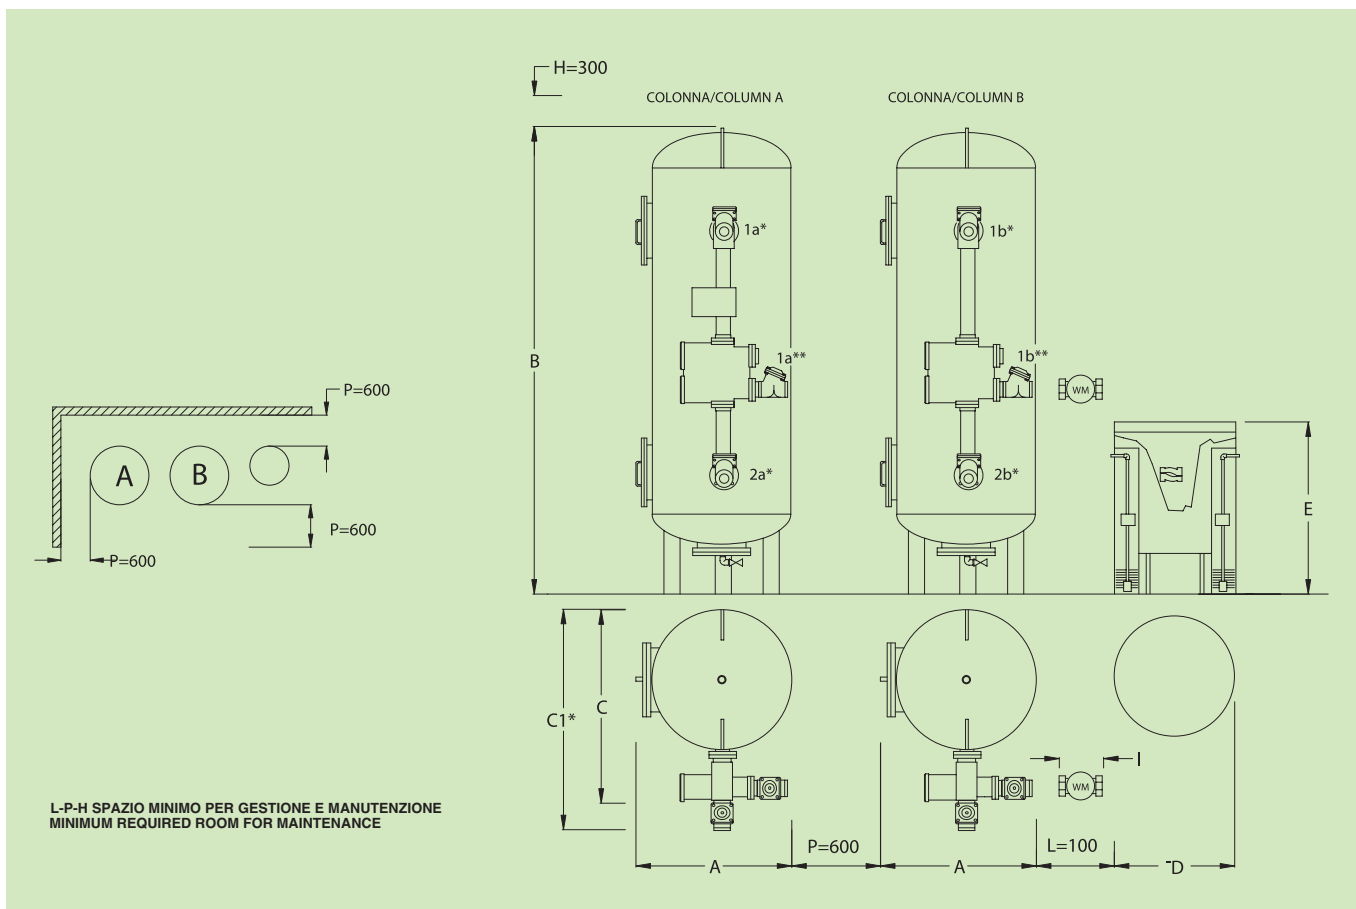 H=300
COLONNA/COLUMN A
COLONNA/COLUMN B
1a*
1b*
B
1a**
1b**
WM
P=600
A
B
P=600
P=600
2a*
2b*
E
C1*
C
I
WM
L-P-H SPAZIO MINIMO PER GESTIONE E MANUTENZIONE
MINIMUM REQUIRED ROOM FOR MAINTENANCE
A
P=600
A
L=100
D